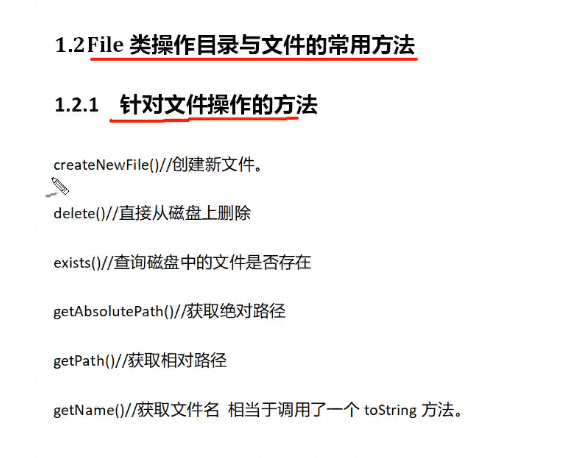 1.2File 类操作目录与文件的常用方法
1.2.1 针对文件操作的方法
createNewFile()//创建新文件。
delete()//直接从磁盘上删除
exists()//查询磁盘中的文件是否存在
getAbsolutePath()//获取绝对路径
getPath()//获取相对路径
getName()//获取文件名 相当于调用了一个 toString 方法。